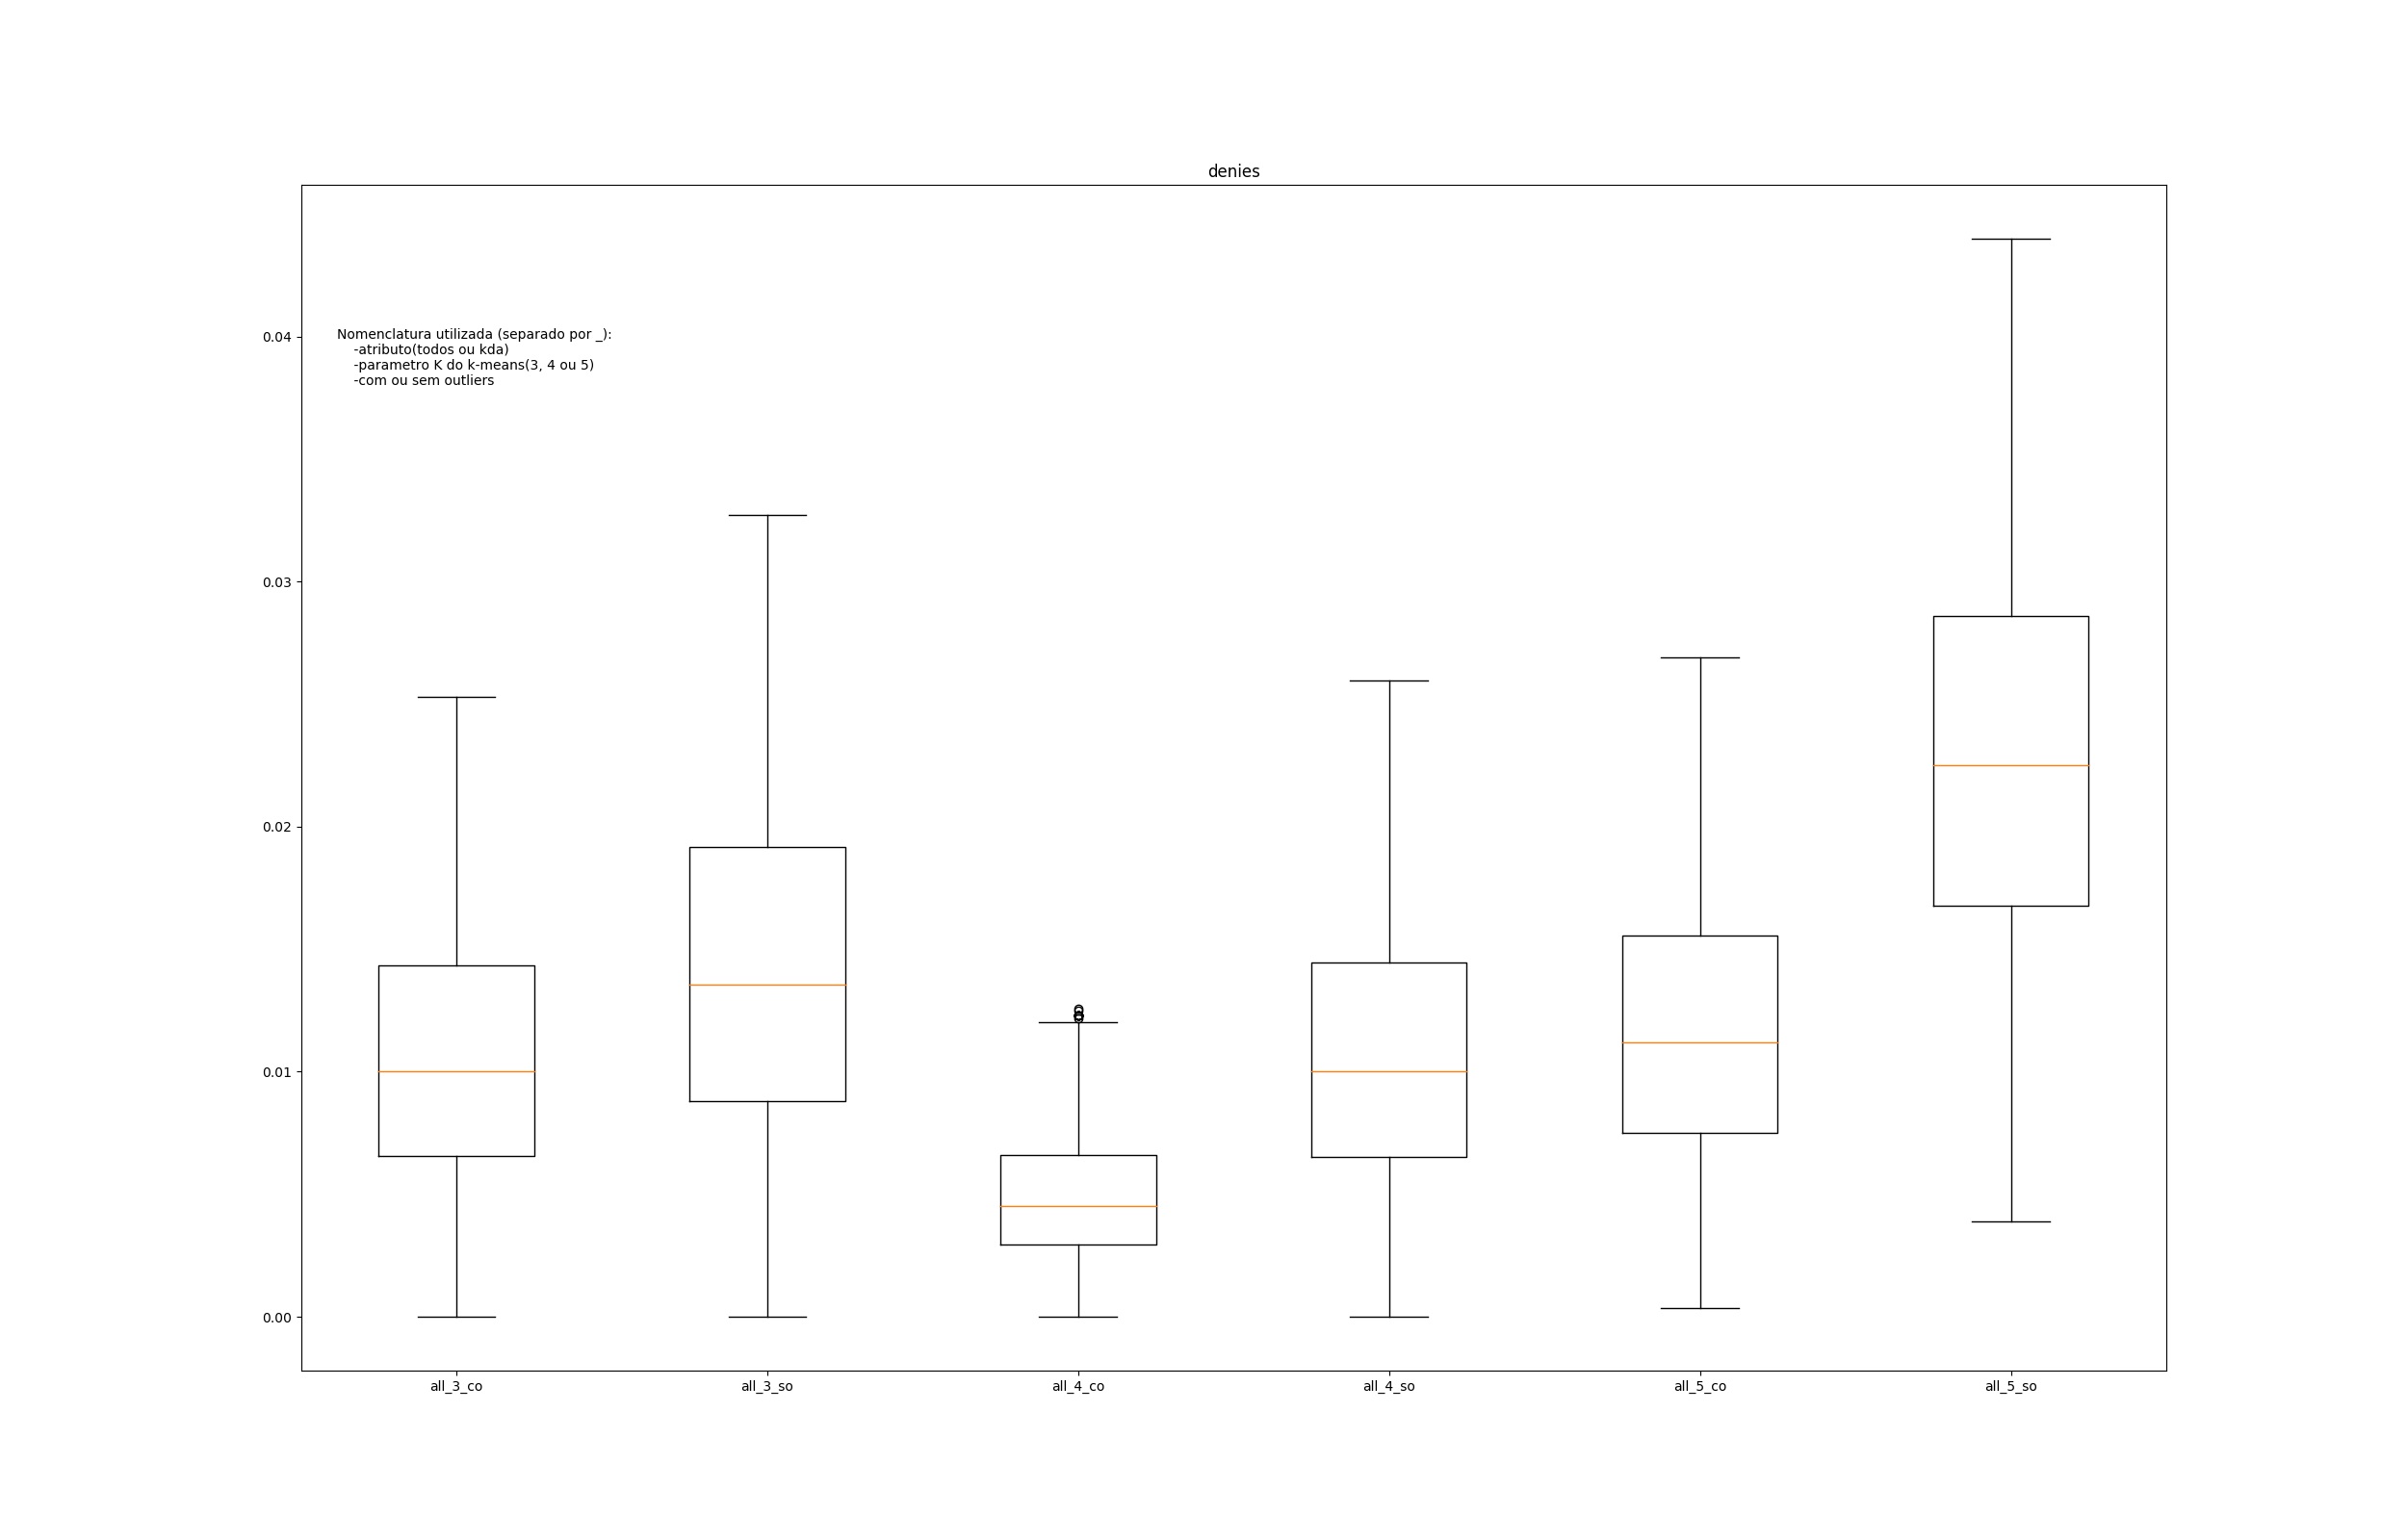 denies
0.04
Nomenclatura utilizada (separado por _):
-atributo(todos ou kda)
-parametro K do k-means(3, 4 ou 5)
-com ou sem outliers
0.03
0.02
0.01
0.00
all_3_co all_3_so all_4_co all_4_so all_5_co all_5_so